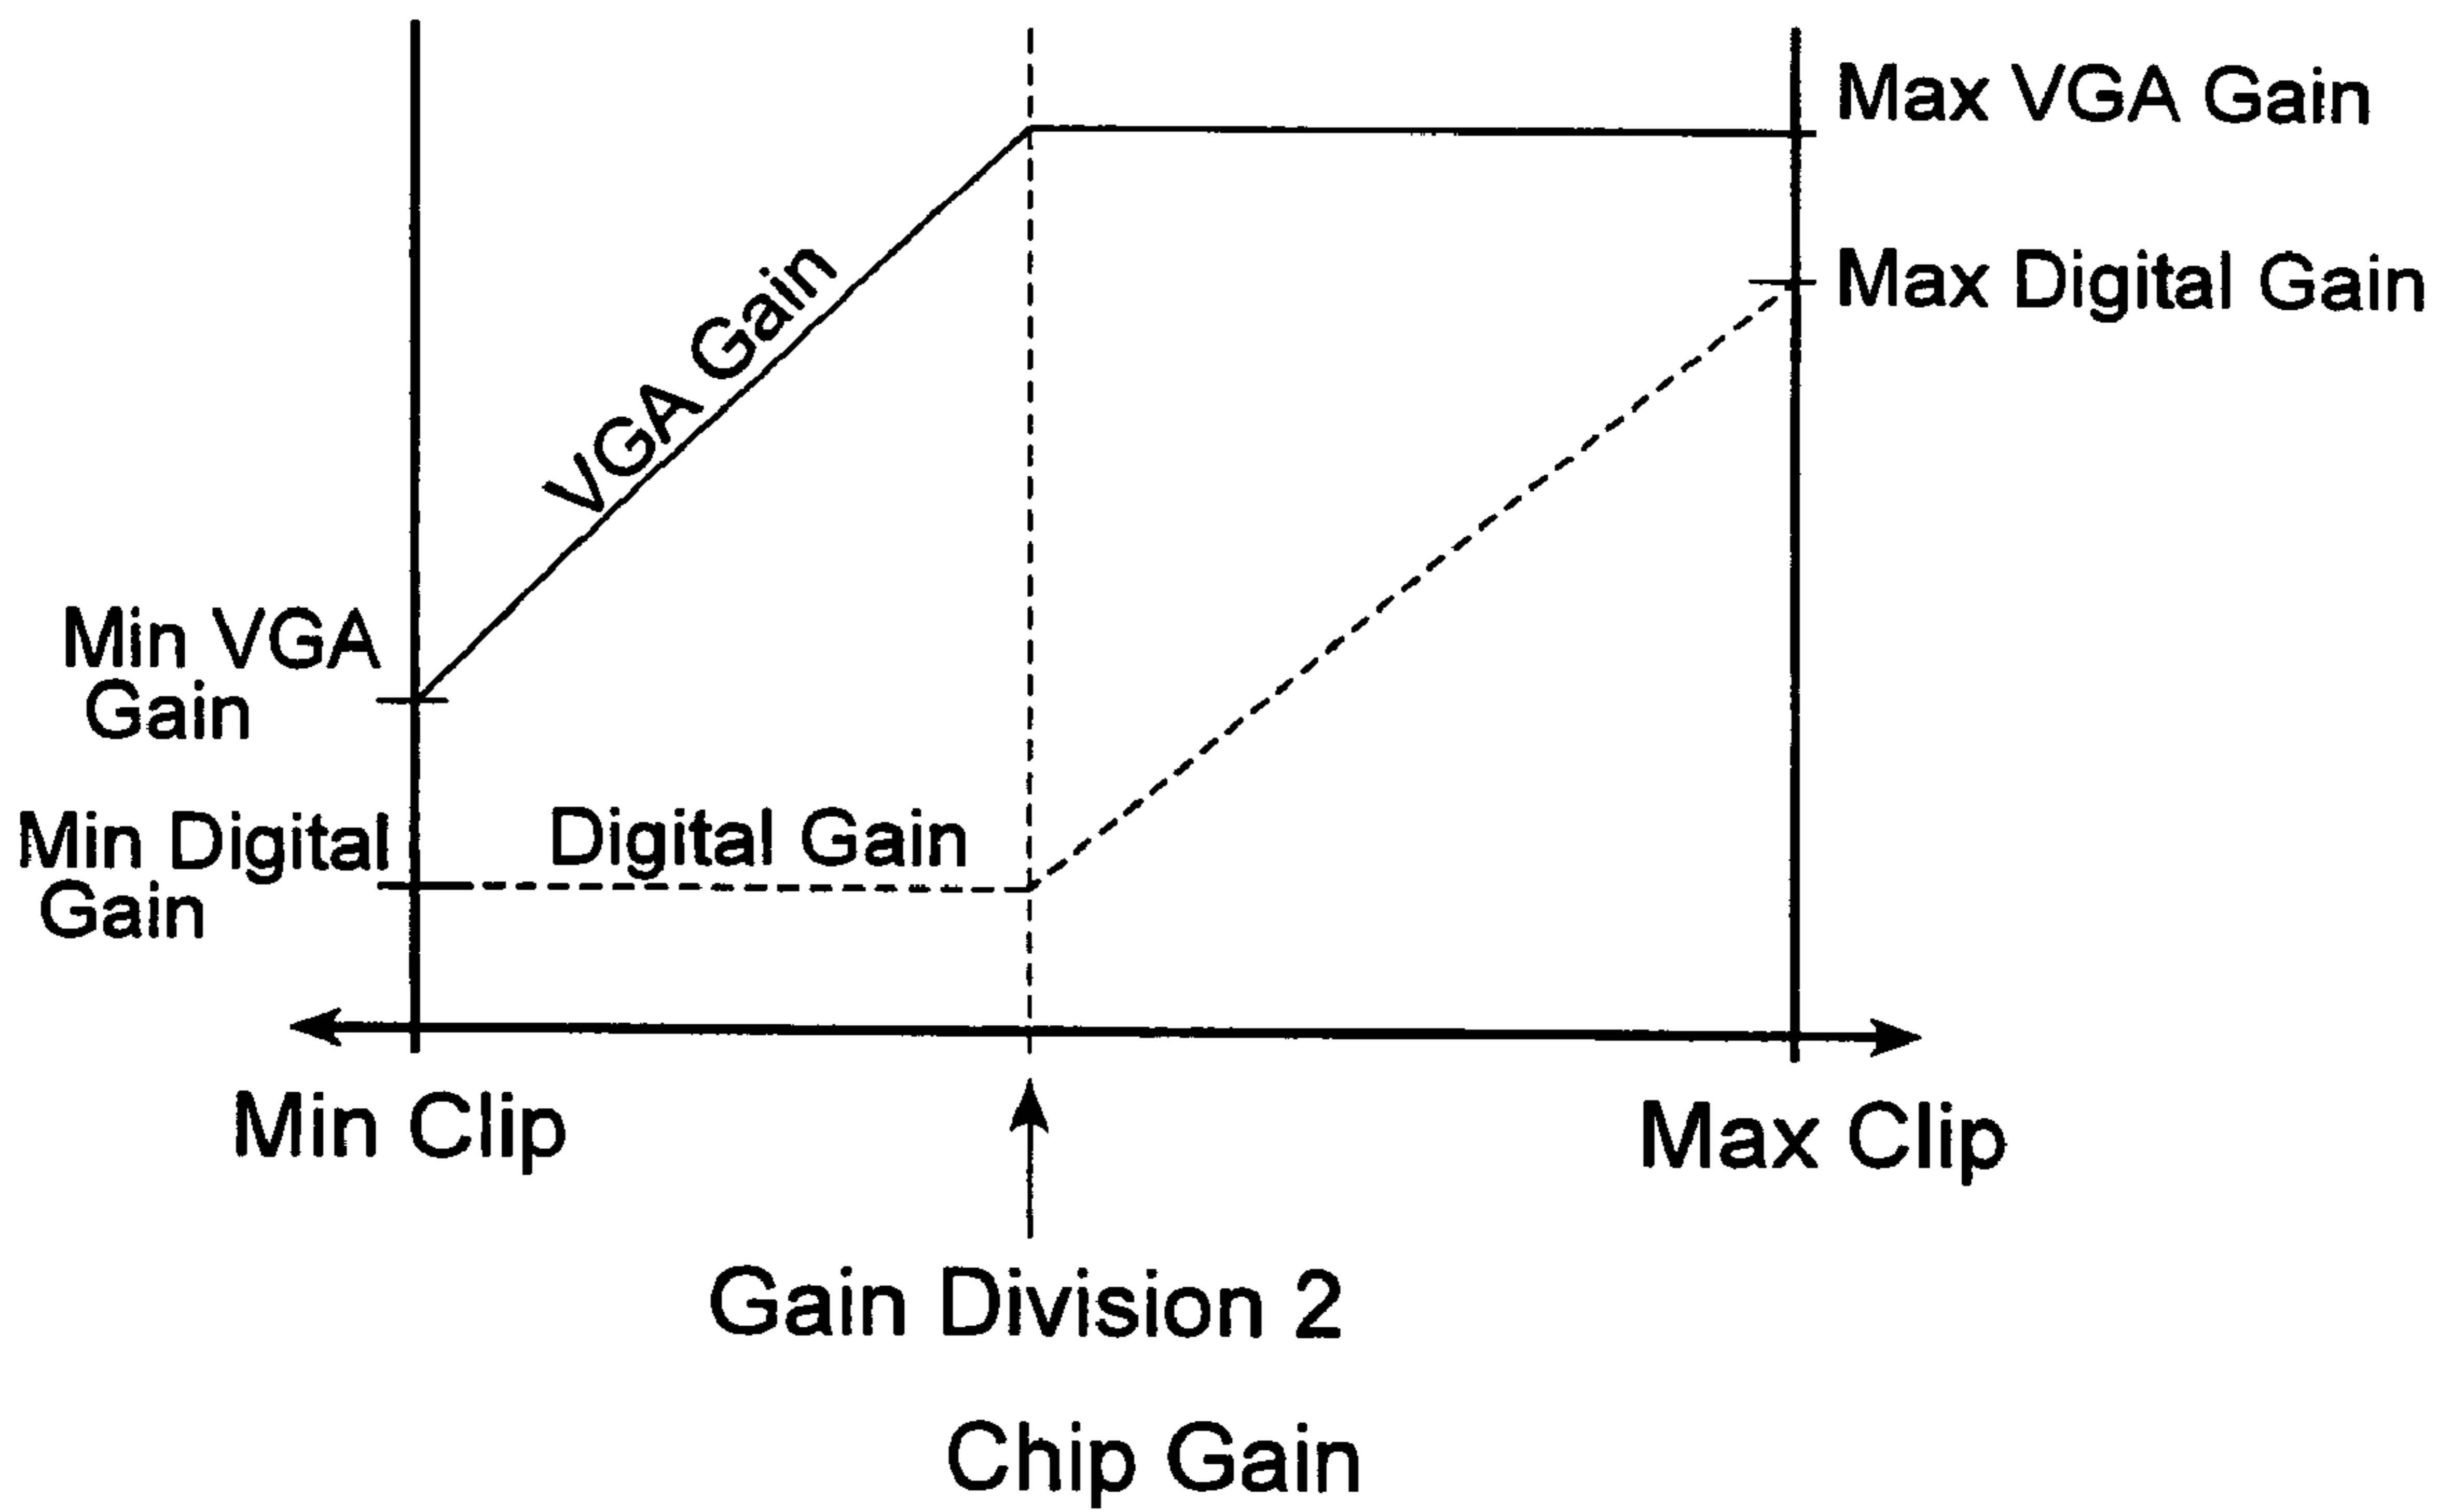 Max VGA Gain
Max Digital Gain
VGA Gain
Min VGA
Gain
Min Digital
Gain
Digital Gain
Min Clip
Max Clip
Gain Division 2
Chip Gain